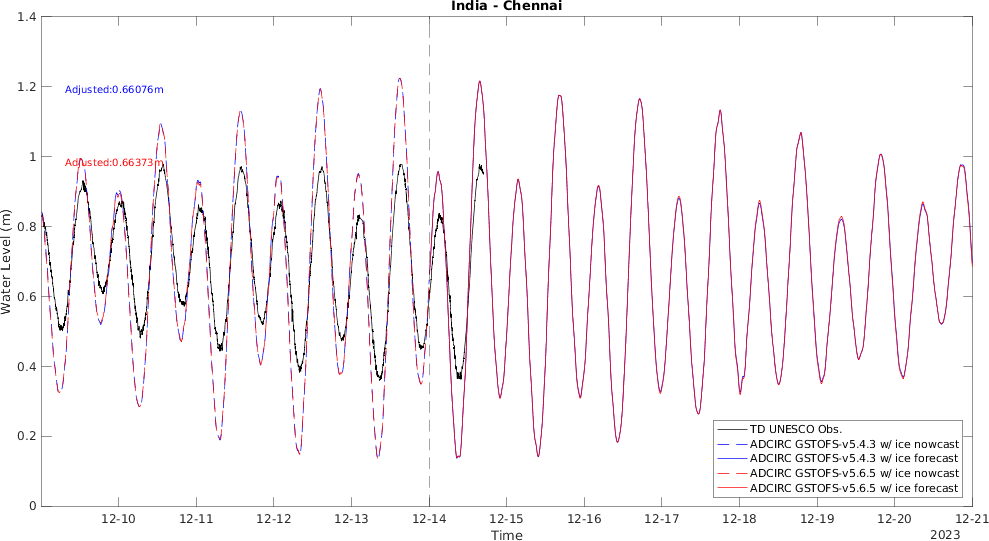 India - Chennai
1.4
1.2
1
0.8
0.6
0.4
0.2
0
Water Level (m)
Adjusted:0.66076m
Adjusted:0.66373m
TD UNESCO Obs.
ADCIRC GSTOFS-v5.4.3 w/ ice nowcast
ADCIRC GSTOFS-v5.4.3 w/ ice forecast
ADCIRC GSTOFS-v5.6.5 w/ ice nowcast
ADCIRC GSTOFS-v5.6.5 w/ ice forecast
12-10 12-11 12-12 12-13 12-14 12-15 12-16 12-17 12-18 12-19 12-20 12-21
Time
2023